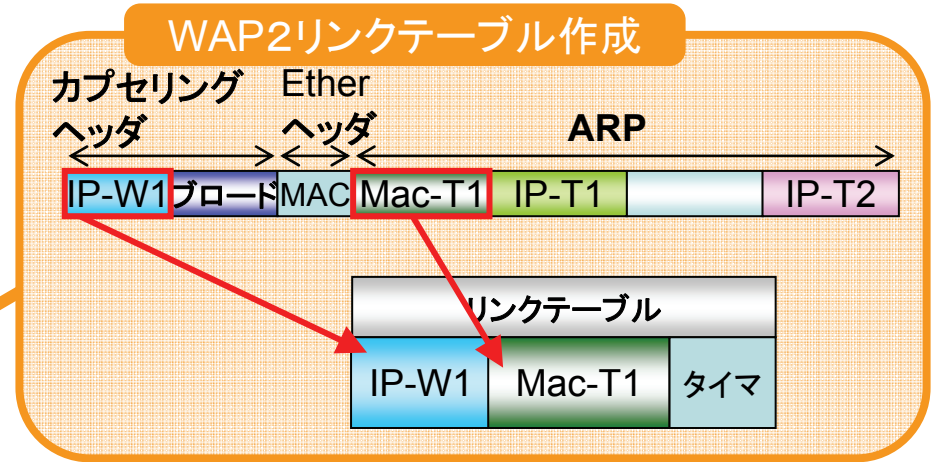 WAP2リンクテーブル作成
カプセリング Ether
ヘッダ ヘッダ ARP
IP-W1 ブロード MAC Mac-T1 IP-T1 IP-T2
リンクテーブル
IP-W1 Mac-T1 タイマ